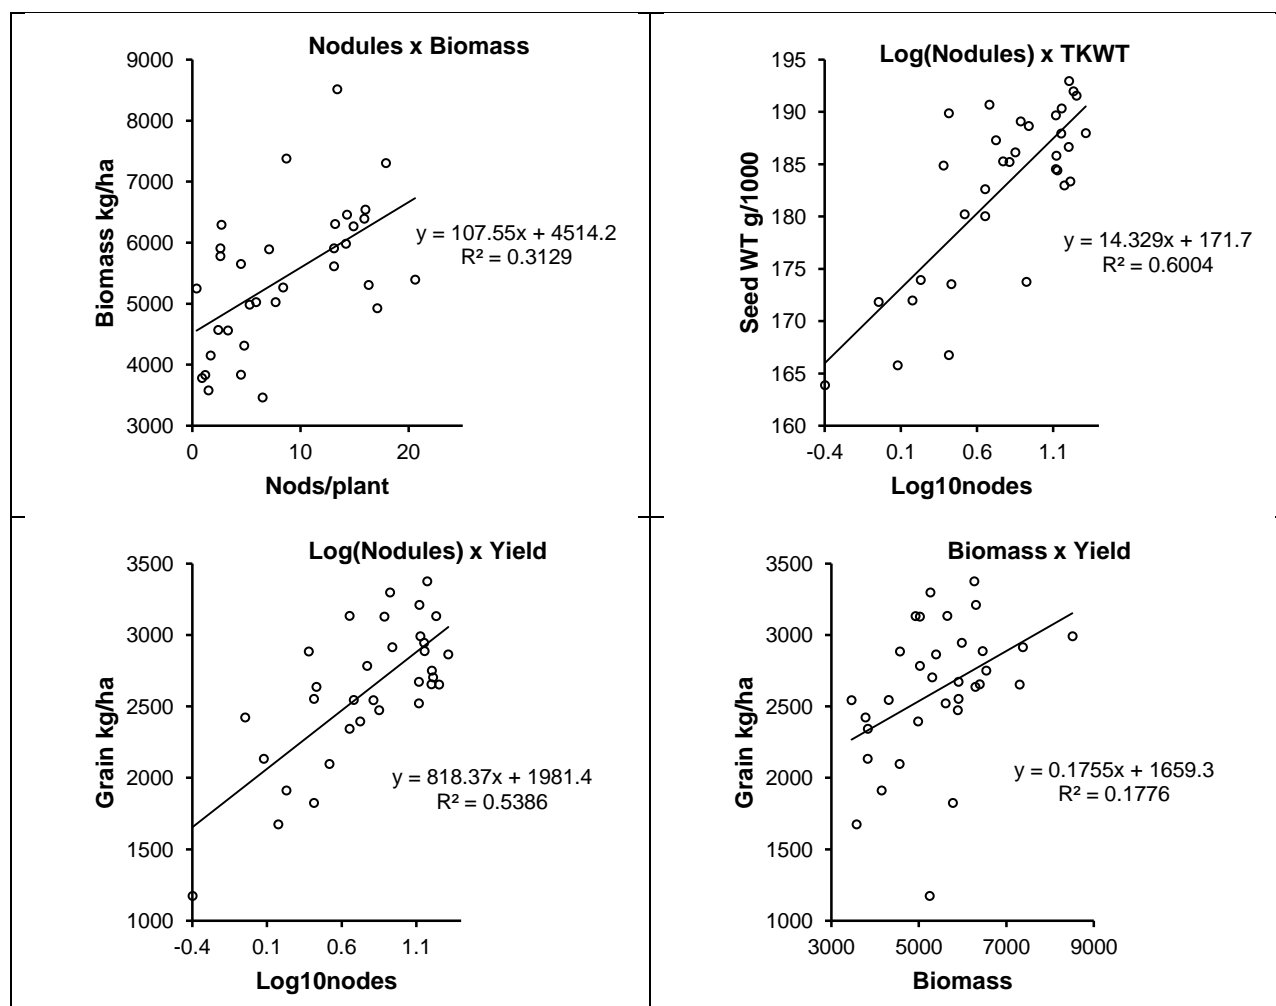 Nodules x Biomass
9000
8000
7000
6000
5000
4000
3000
Biomass kg/ha
y = 107.55x + 4514.2
R² = 0.3129
0 10 20
Nods/plant
Log(Nodules) x TKWT
195
190
185
180
175
170
165
160
Seed WT g/1000
y = 14.329x + 171.7
R² = 0.6004
-0.4 0.1 0.6 1.1
Log10nodes
Log(Nodules) x Yield
3500
3000
2500
2000
1500
1000
Grain kg/ha
y = 818.37x + 1981.4
R² = 0.5386
-0.4 0.1 0.6 1.1
Log10nodes
Biomass x Yield
3500
3000
2500
2000
1500
1000
Grain kg/ha
y = 0.1755x + 1659.3
R² = 0.1776
3000 5000 7000 9000
Biomass